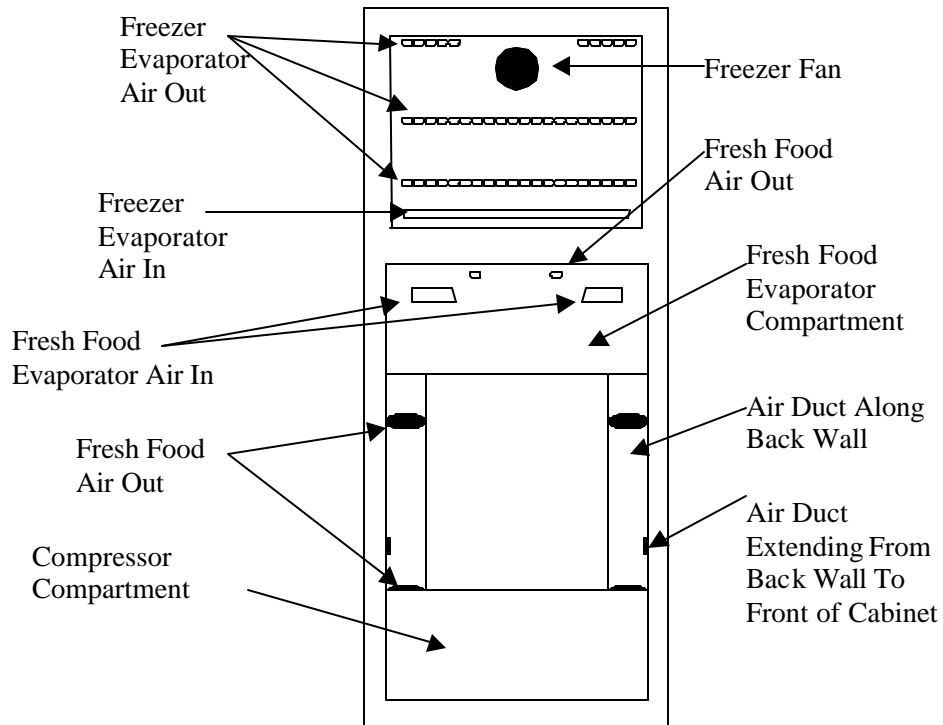 Freezer
Evaporator
Air Out
Freezer Fan
Fresh Food
Air Out
Freezer
Evaporator
Air In
Fresh Food
Evaporator
Compartment
Fresh Food
Evaporator Air In
Air Duct Along
Back Wall
Fresh Food
Air Out
Air Duct
Extending From
Back Wall To
Front of Cabinet
Compressor
Compartment